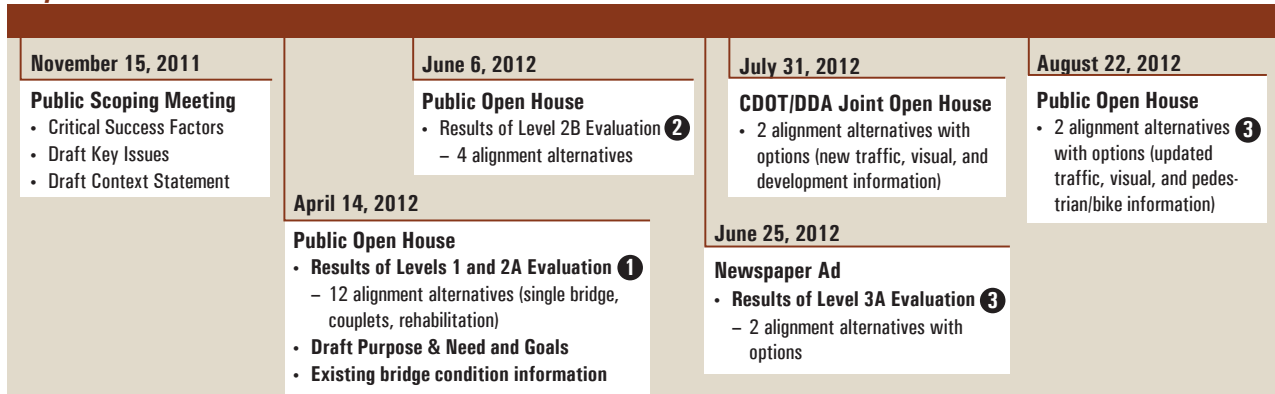 November 15, 2011
Public Scoping Meeting
• Critical Success Factors
• Draft Key Issues
• Draft Context Statement
April 14, 2012
Public Open House
• Results of Levels 1 and 2A Evaluation 1
– 12 alignment alternatives (single bridge,
couplets, rehabilitation)
• Draft Purpose & Need and Goals
• Existing bridge condition information
June 6, 2012
Public Open House
• Results of Level 2B Evaluation 2
– 4 alignment alternatives
June 25, 2012
Newspaper Ad
• Results of Level 3A Evaluation 3
– 2 alignment alternatives with
options
July 31, 2012
CDOT/DDA Joint Open House
• 2 alignment alternatives with
options (new traffic, visual, and
development information)
August 22, 2012
Public Open House
• 2 alignment alternatives 3
with options (updated
traffic, visual, and pedes-
trian/bike information)